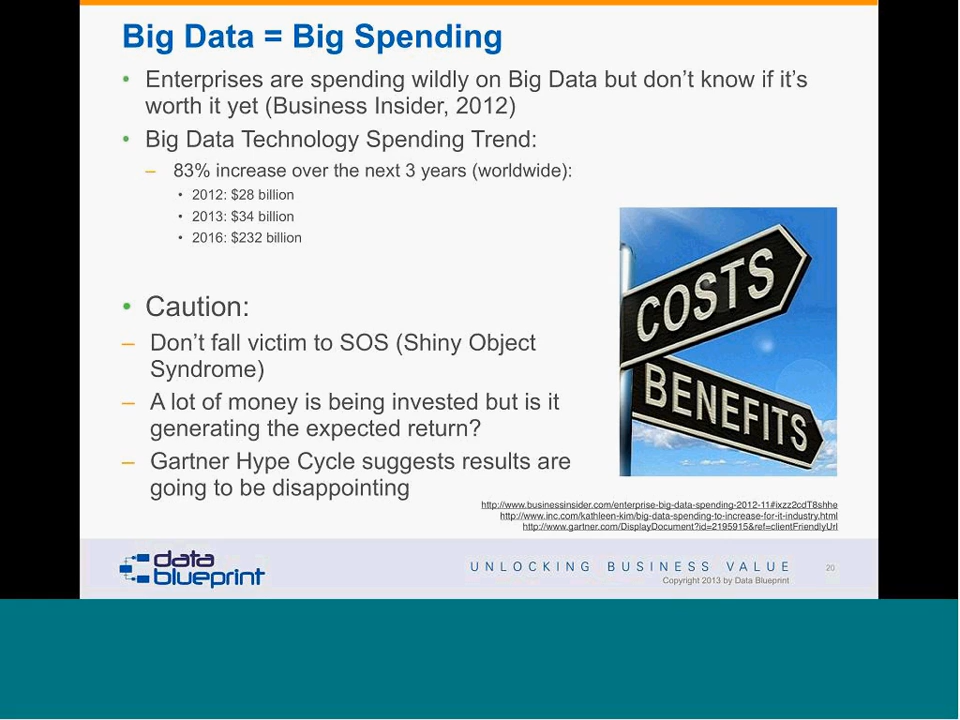 Big Data = Big Spending
• Enterprises are spending wildly on Big Data but don't know if it's
worth it yet (Business Insider, 2012)
• Big Data Technology Spending Trend:
– 83% increase over the next 3 years (worldwide):
• 2012: $28 billion
• 2013: $34 billion
• 2016: $232 billion
• Caution:
– Don't fall victim to SOS (Shiny Object
Syndrome)
– A lot of money is being invested but is it
generating the expected return?
– Gartner Hype Cycle suggests results are
going to be disappointing
COSTS
BENEFITS
http://www.businessinsider.com/enterprise-big-data-spending-2012-11#ixzz2cdT8shhe
http://www.inc.com/kathleen-kim/big-data-spending-to-increase-for-it-industry.html
http://www.gartner.com/DisplayDocument?id=2195915&ref=clientFriendlyUrl
data
blueprint
UNLOCKING BUSINESS VALUE
Copyright 2013 by Data Blueprint
20